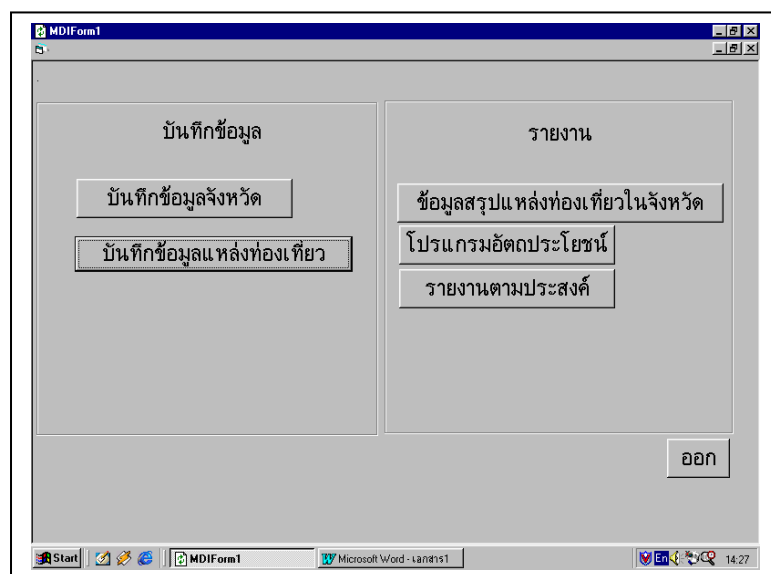 MDIForm1
บันทึกข้อมูล
บันทึกข้อมูลจังหวัด
บันทึกข้อมูลแหล่งท่องเที่ยว
รายงาน
ข้อมูลสรุปแหล่งท่องเที่ยวในจังหวัด
โปรแกรมอัตถประโยชน์
รายงานตามประสงค์
ออก
Start MDIForm1 Microsoft Word - เอกสาร1 En 14:27